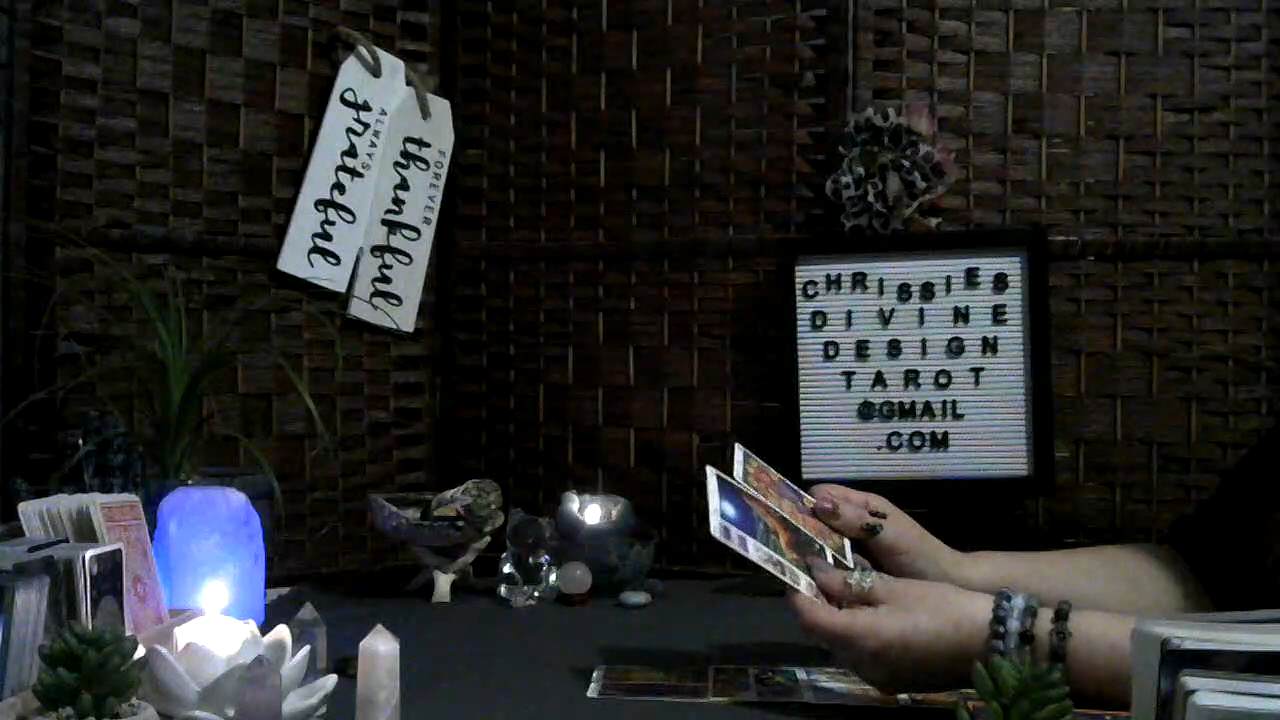 ALWAYS
grateful
FOREVER
thankful
CHRISSIES
DIVINE
DESIGN
TAROT
@GMAIL
.COM